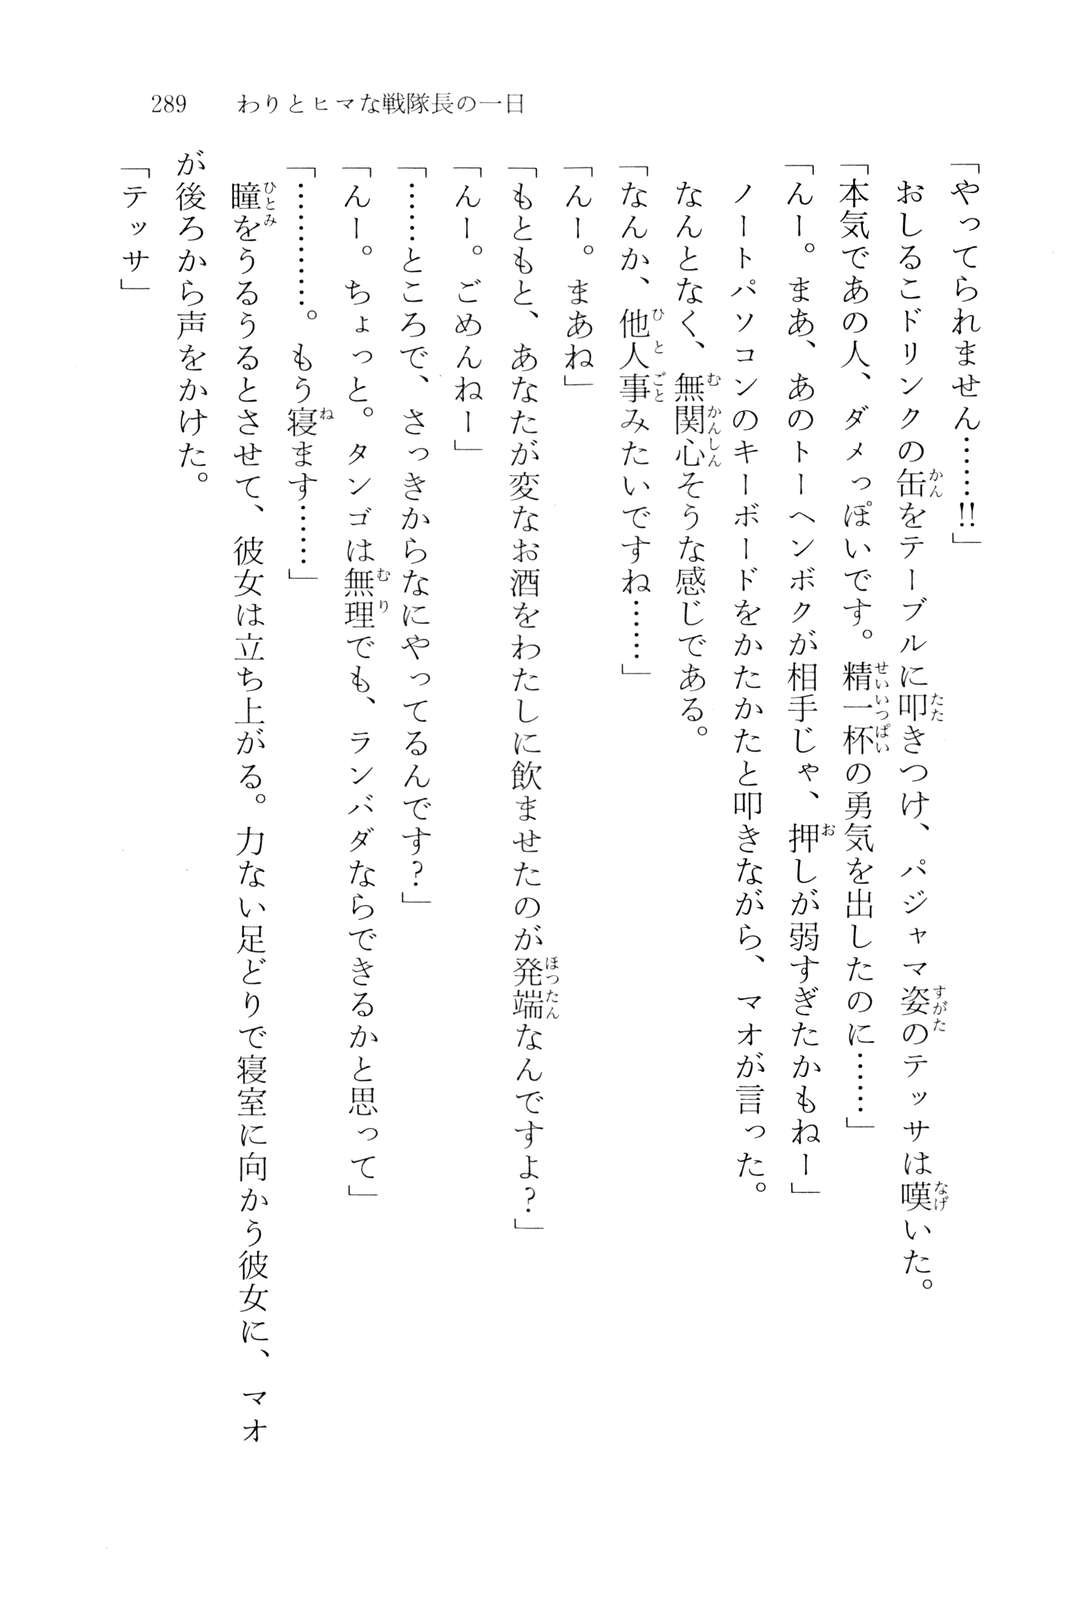 289 わりとヒマな戦隊長の一日
「やってられません……!!」
おしるこドリンクの缶をテーブルに叩きつけ、パジャマ姿のテッサは嘆いた。
「本気であの人、ダメっぽいです。精一杯の勇気を出したのに……」
「んー。まあ、あのトーヘンボクが相手じゃ、押しが弱すぎたかもねー」
ノートパソコンのキーボードをかたかたと叩きながら、マオが言った。
なんとなく、無関心そうな感じである。
「なんか、他人事みたいですね……」
「んー。まあね」
「もともと、あなたが変なお酒をわたしに飲ませたのが発端なんですよ？」
「んー。ごめんねー」
「……ところで、さっきからなにやってるんです？」
「んー。ちょっと。タンゴは無理でも、ランバダならできるかと思って」
「…………。もう寝ます……」
瞳をうるうるとさせて、彼女は立ち上がる。力ない足どりで寝室に向かう彼女に、マオ
が後ろから声をかけた。
「テッサ」